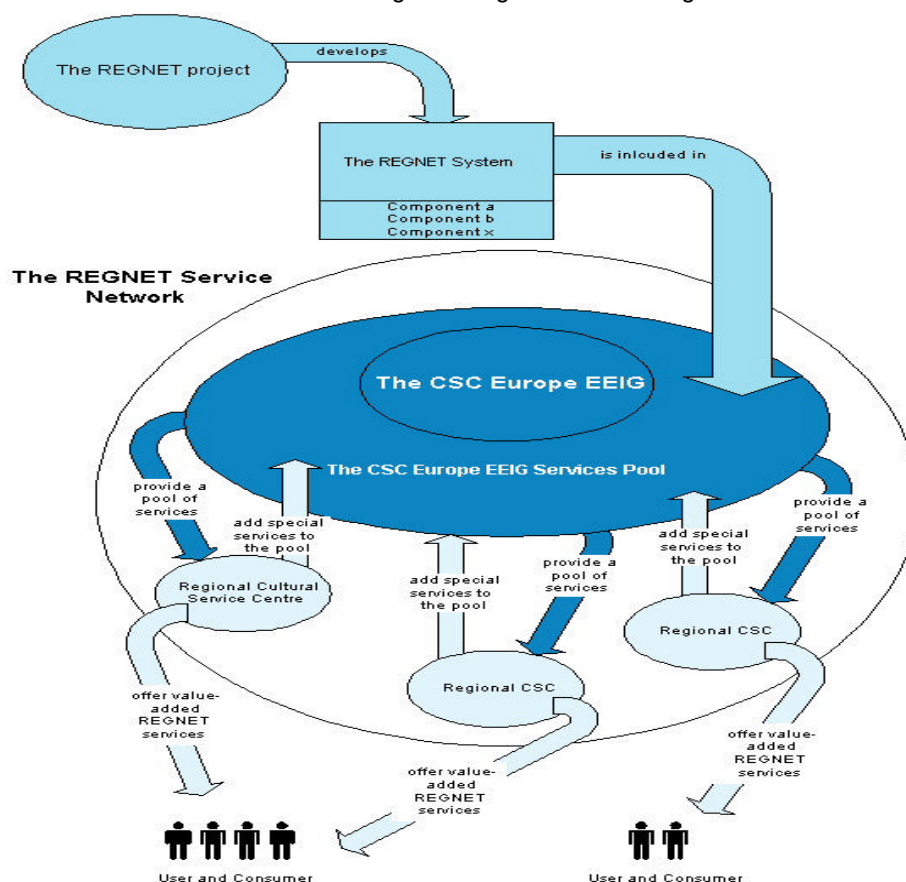 develops
The REGNET project
The REGNET System
is inlcuded in
Component a
Component b
Component x
The REGNET Service
Network
The CSC Europe EEIG
The CSC Europe EEIG Services Pool
provide a
pool of
services
add special
services to
the pool
add special
services to
the pool
provide a
pool of
services
add special
services to
the pool
provide a
pool of
services
Regional Cultural
Service Centre
Regional CSC
Regional CSC
offer value-
added
REGNET
services
offer value-
added
REGNET
services
offer value-
added
REGNET
services
User and Consumer
User and Consumer